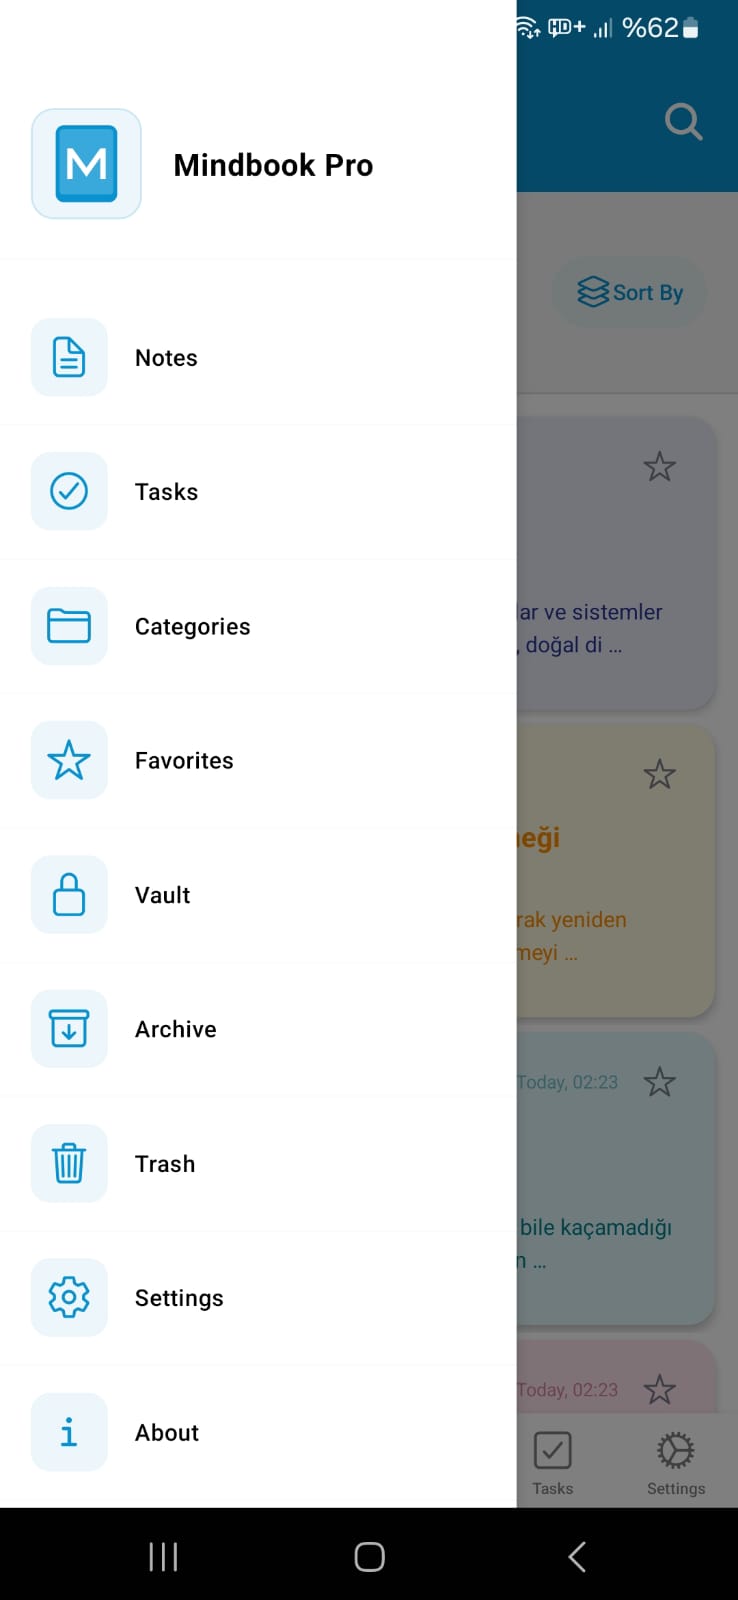 %62
M
Mindbook Pro
Sort By
Notes
Tasks
Categories
Favorites
Vault
Archive
Trash
Settings
About
ar ve sistemler
, doğal di ...
eği
rak yeniden
meyi ...
Today, 02:23
bile kaçamadığı
n ...
Today, 02:23
Tasks
Settings